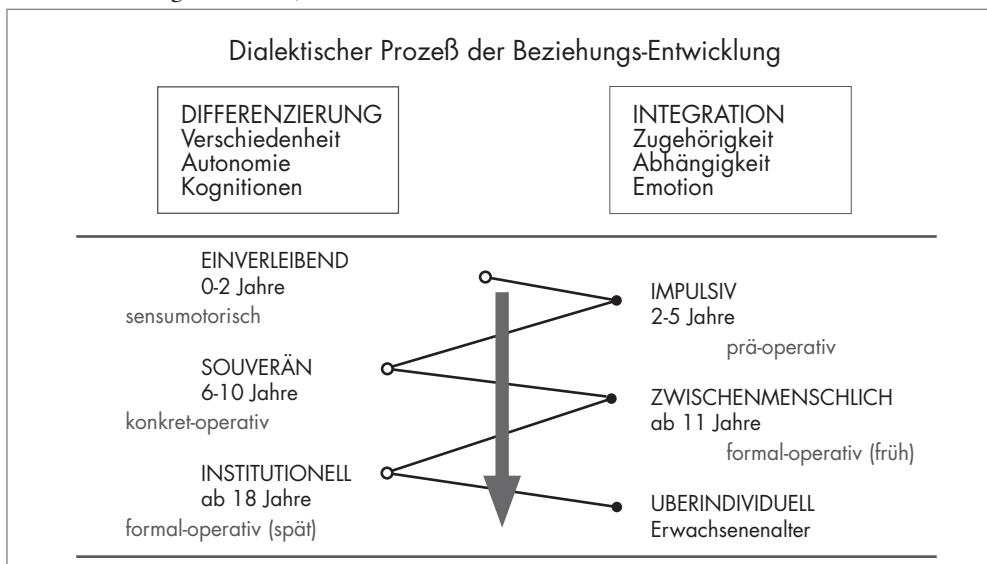 Dialektischer Prozeß der Beziehungs-Entwicklung
DIFFERENZIERUNG
Verschiedenheit
Autonomie
Kognitionen
INTEGRATION
Zugehörigkeit
Abhängigkeit
Emotion
EINVERLEIBEND
0-2 Jahre
sensumotorisch
IMPULSIV
2-5 Jahre
prä-operativ
SOUVERÄN
6-10 Jahre
konkret-operativ
ZWISCHENMENSCHLICH
ab 11 Jahre
formal-operativ (früh)
INSTITUTIONELL
ab 18 Jahre
formal-operativ (spät)
UBERINDIVIDUELL
Erwachsenenalter